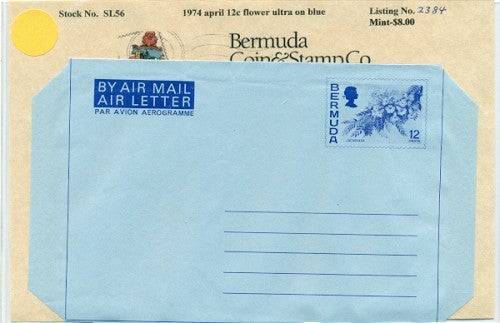 Stock No. SL56 1974 april 12c flower ultra on blue Listing No. 2384
Mint-$8.00
Bermuda
Coin & Stamp Co
BY AIR MAIL
AIR LETTER
PAR AVION AEROGRAMME
BERMUDA
12